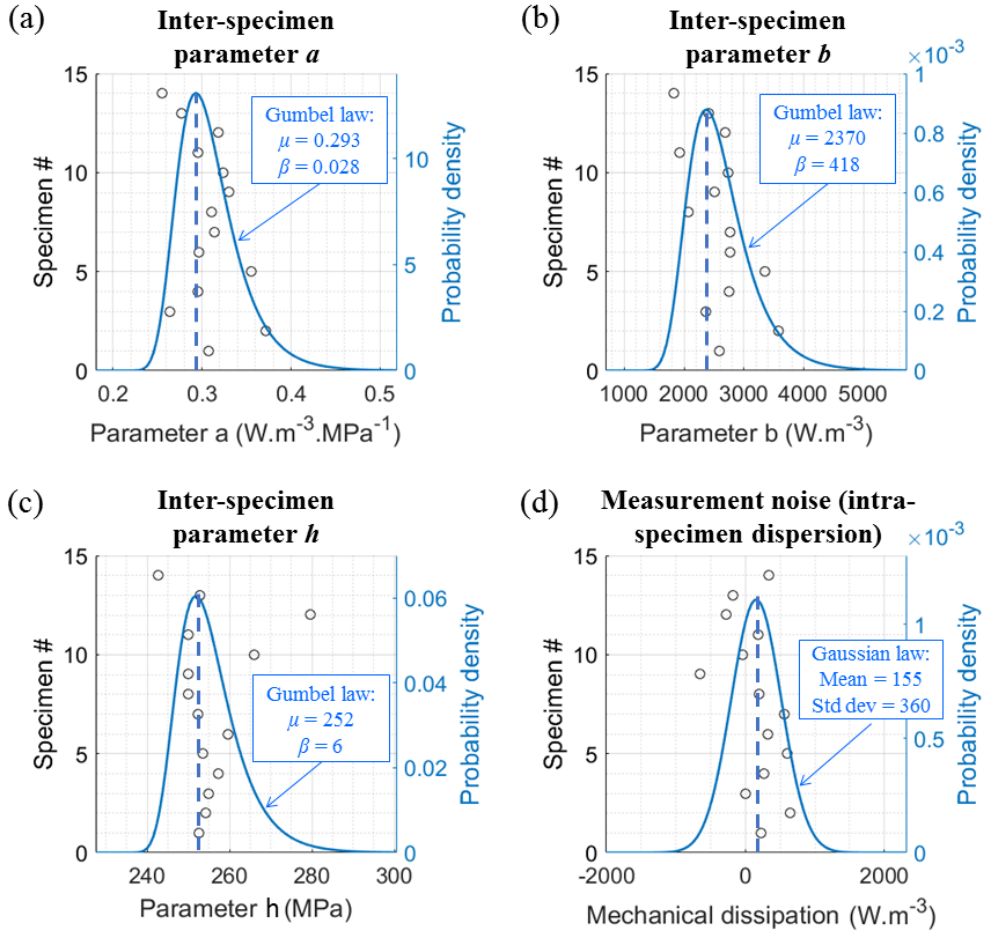 (a)
Inter-specimen
parameter a
15
10
5
0
Specimen #
0.2
0.3
0.4
0.5
Parameter a (W.m⁻³.MPa⁻¹)
10
5
0
Probability density
Gumbel law:
μ = 0.293
β = 0.028
(b)
Inter-specimen
parameter b
×10⁻³
15
10
5
0
Specimen #
1000
2000
3000
4000
5000
Parameter b (W.m⁻³)
1
0.8
0.6
0.4
0.2
0
Probability density
Gumbel law:
μ = 2370
β = 418
(c)
Inter-specimen
parameter h
15
10
5
0
Specimen #
240
260
280
300
Parameter h (MPa)
0.06
0.04
0.02
0
Probability density
Gumbel law:
μ = 252
β = 6
(d)
Measurement noise (intra-
specimen dispersion)
×10⁻³
15
10
5
0
Specimen #
-2000
0
2000
Mechanical dissipation (W.m⁻³)
1
0.5
0
Probability density
Gaussian law:
Mean = 155
Std dev = 360